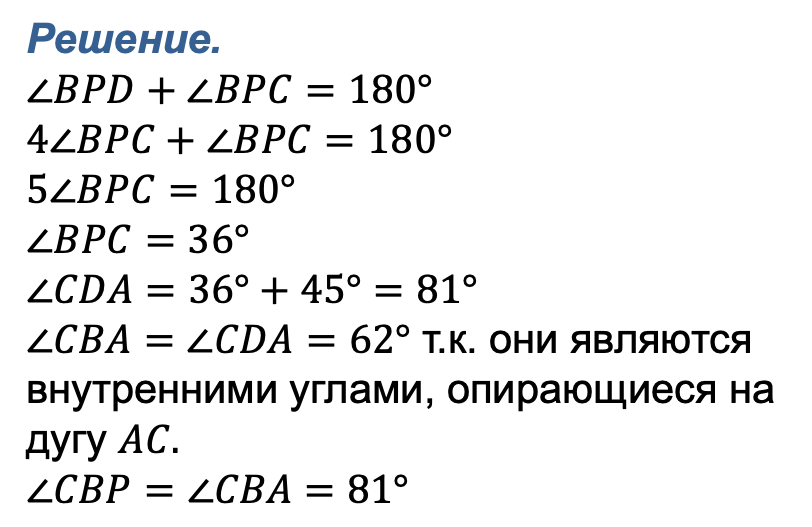 Решение.
∠BPD + ∠BPC = 180°
4∠BPC + ∠BPC = 180°
5∠BPC = 180°
∠BPC = 36°
∠CDA = 36° + 45° = 81°
∠CBA = ∠CDA = 62° т.к. они являются
внутренними углами, опирающиеся на
дугу AC.
∠CBP = ∠CBA = 81°